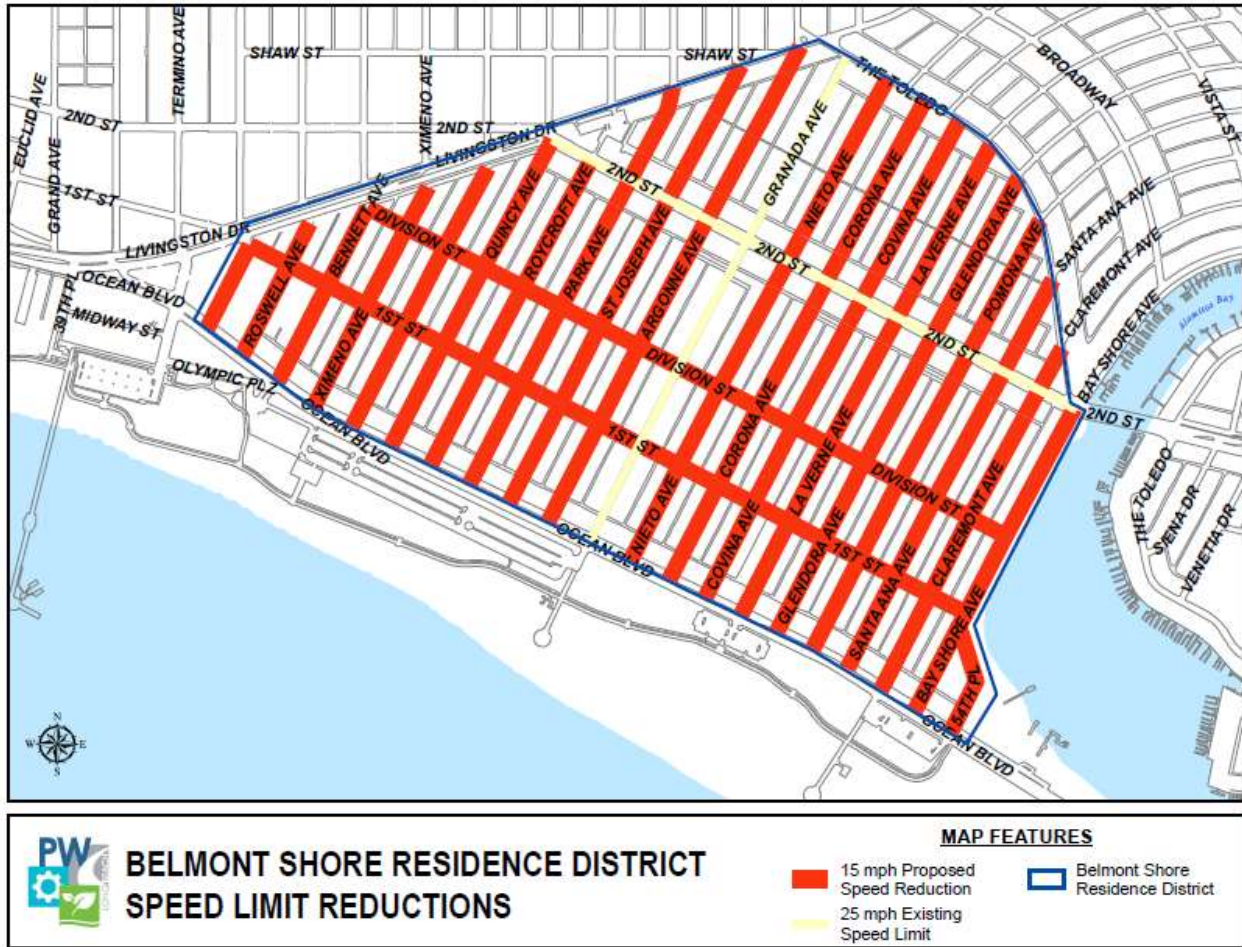 SHAW ST
SHAW ST
THE TOLEDO
BROADWAY
VISTA ST
EUCLID AVE
TERMINO AVE
XIMENO AVE
2ND ST
2ND ST
LIVINGSTON DR
GRAND AVE
1ST ST
LIVINGSTON DR
39TH PL
OCEAN BLVD
MIDWAY ST
OLYMPIC PLZ
OCEAN BLVD
ROSWELL AVE
BENNETT AVE
XIMENO AVE
DIVISION ST
1ST ST
QUINCY AVE
ROYCROFT AVE
PARK AVE
ST JOSEPH AVE
ARGONNE AVE
GRANADA AVE
2ND ST
2ND ST
2ND ST
2ND ST
NIETO AVE
CORONA AVE
COVINA AVE
LA VERNE AVE
GLENDORA AVE
POMONA AVE
SANTA ANA AVE
CLAREMONT AVE
BAY SHORE AVE
Alamitos Bay
DIVISION ST
DIVISION ST
1ST ST
1ST ST
OCEAN BLVD
NIETO AVE
CORONA AVE
COVINA AVE
LA VERNE AVE
GLENDORA AVE
SANTA ANA AVE
CLAREMONT AVE
BAY SHORE AVE
54TH PL
OCEAN BLVD
THE TOLEDO
SIENA DR
VENETIA DR
N
W
E
S
PW
BELMONT SHORE RESIDENCE DISTRICT
SPEED LIMIT REDUCTIONS
MAP FEATURES
15 mph Proposed
Speed Reduction
25 mph Existing
Speed Limit
Belmont Shore
Residence District